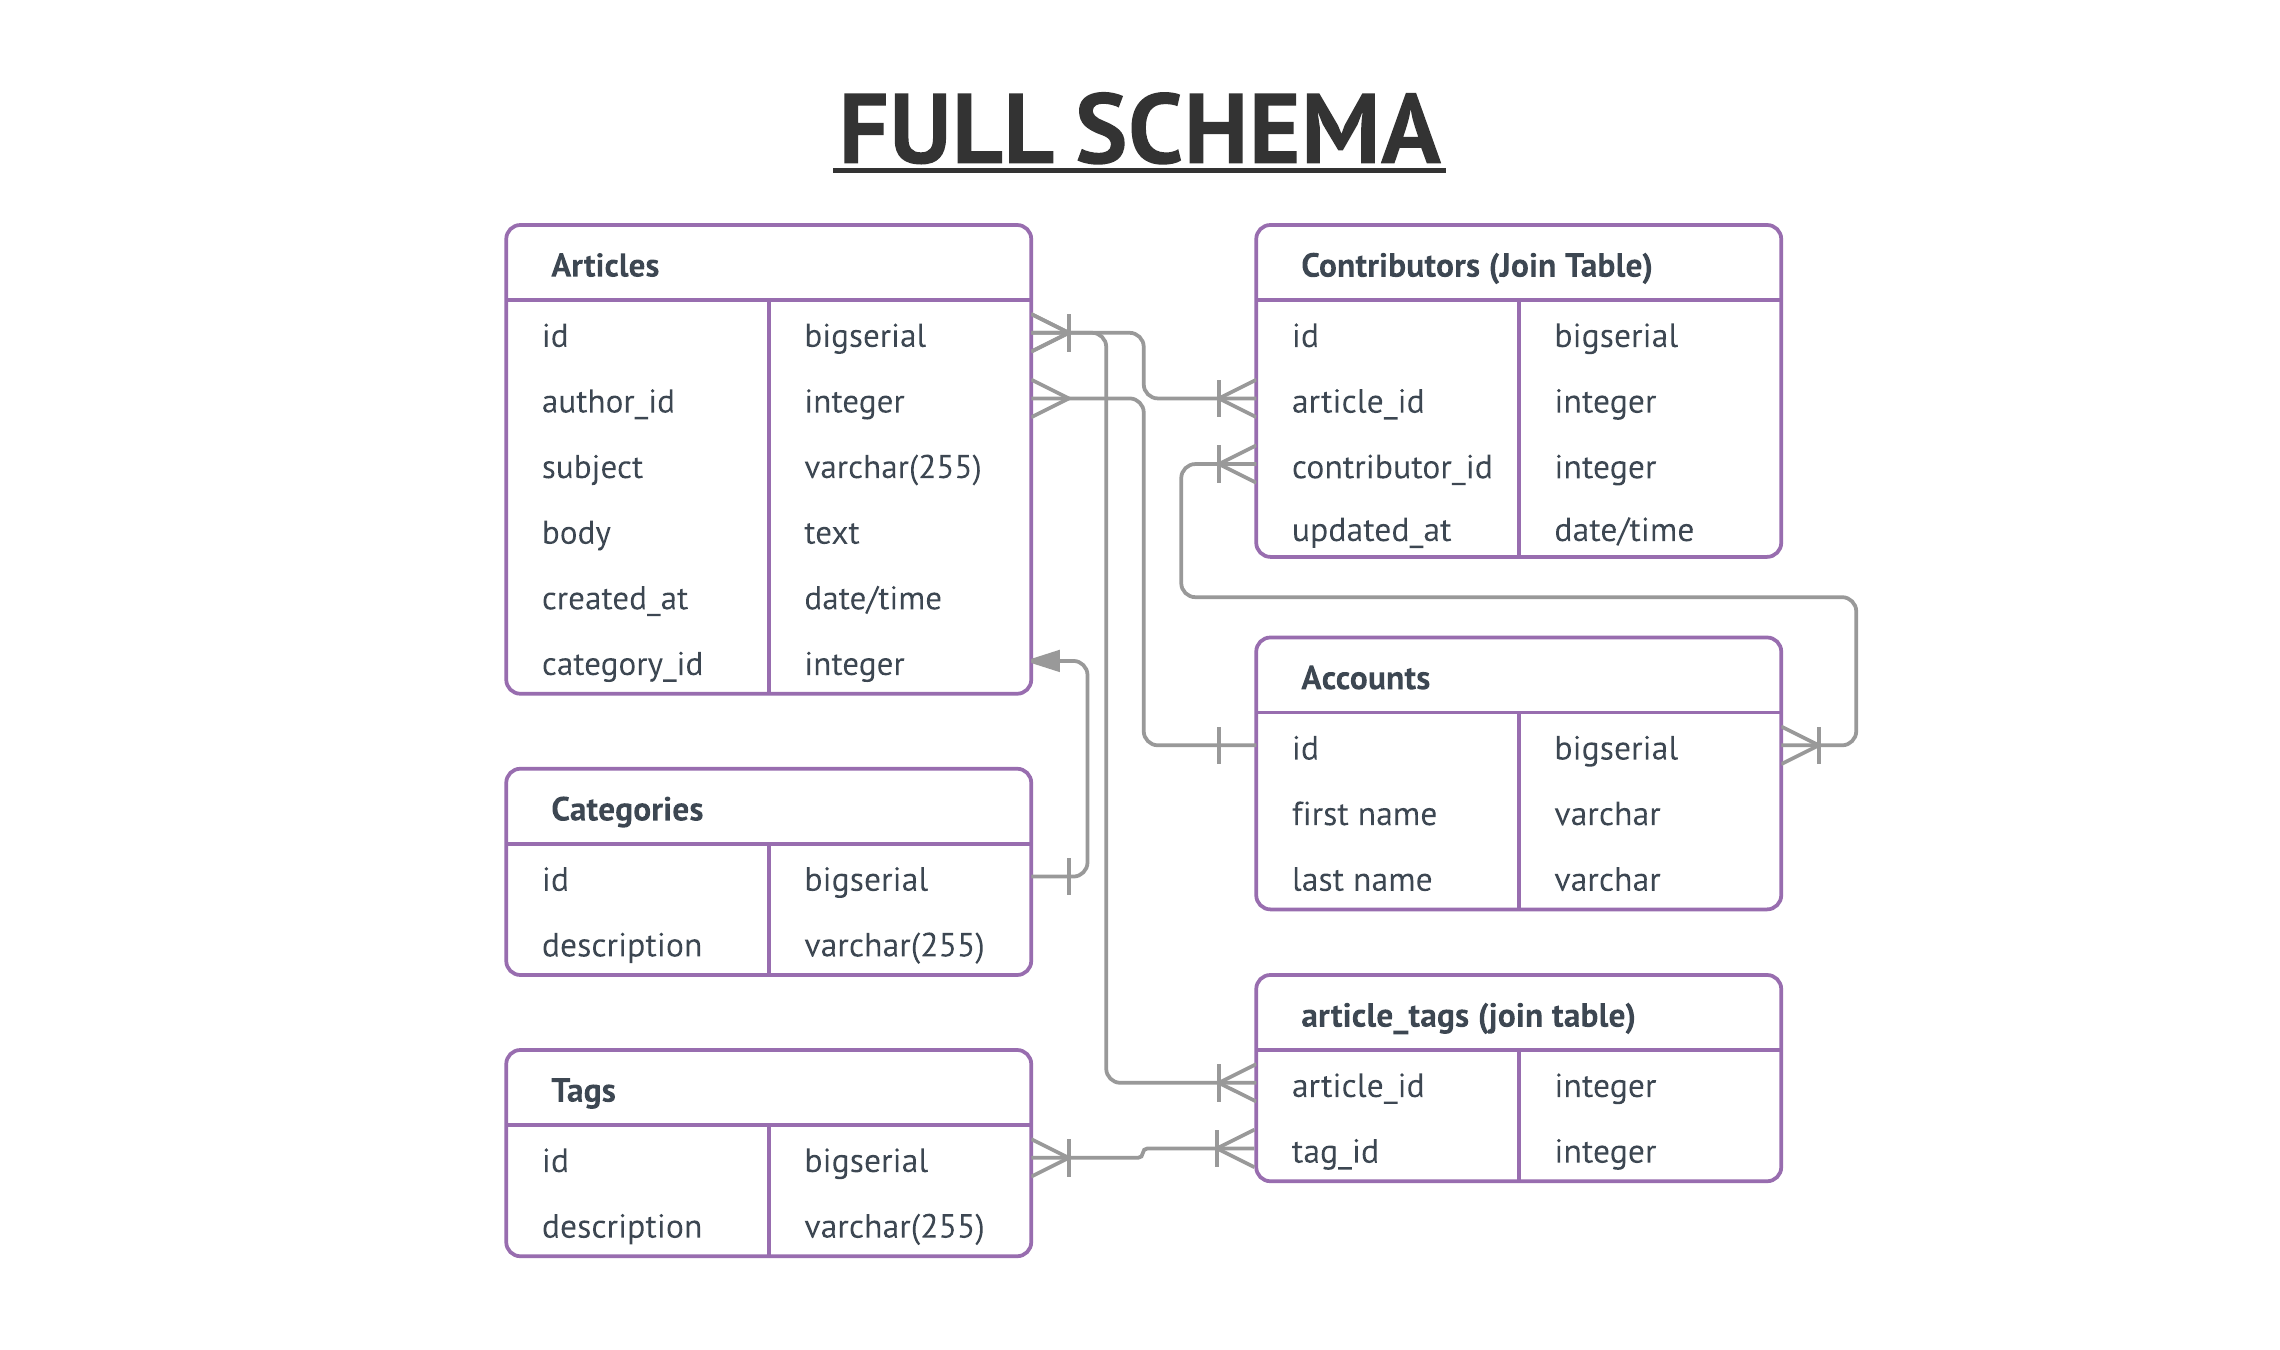 FULL SCHEMA
Articles
id bigserial
author_id integer
subject varchar(255)
body text
created_at date/time
category_id integer
Categories
id bigserial
description varchar(255)
Tags
id bigserial
description varchar(255)
Contributors (Join Table)
id bigserial
article_id integer
contributor_id integer
updated_at date/time
Accounts
id bigserial
first name varchar
last name varchar
article_tags (join table)
article_id integer
tag_id integer